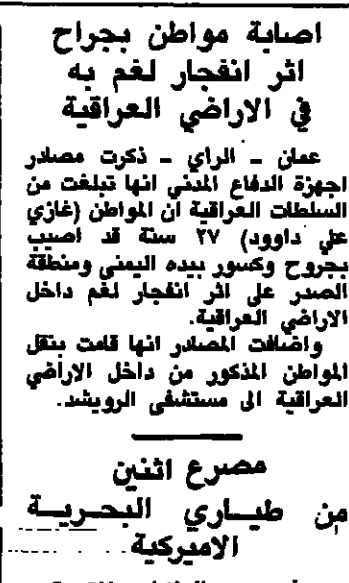 اصابة مواطن بجراح
اثر انفجار لغم به
في الاراضي العراقية
عمان - الراي - ذكرت مصادر
اجهزة الدفاع المدني انها تبلغت من
السلطات العراقية ان المواطن (غازي
علي داوود) ٢٧ سنة قد اصيب
بجروح وكسور بيده اليمنى ومنطقة
الصدر على اثر انفجار لغم داخل
الاراضي العراقية.
واضافت المصادر انها قامت بنقل
المواطن المذكور من داخل الاراضي
العراقية الى مستشفى الرويشد.
مصرع اثنين
من طيـاري البحـريـة
الاميركية